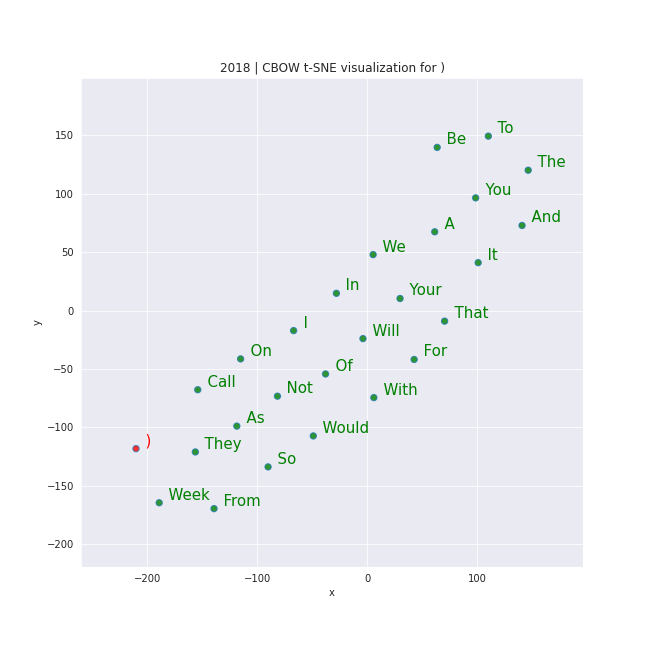 2018 | CBOW t-SNE visualization for )
To
Be
The
You
And
A
We
It
In
Your
That
I
Will
On
For
Of
Call
Not
With
As
Would
)
They
So
Week
From
150
100
50
0
−50
−100
−150
−200
y
−200
−100
0
100
x